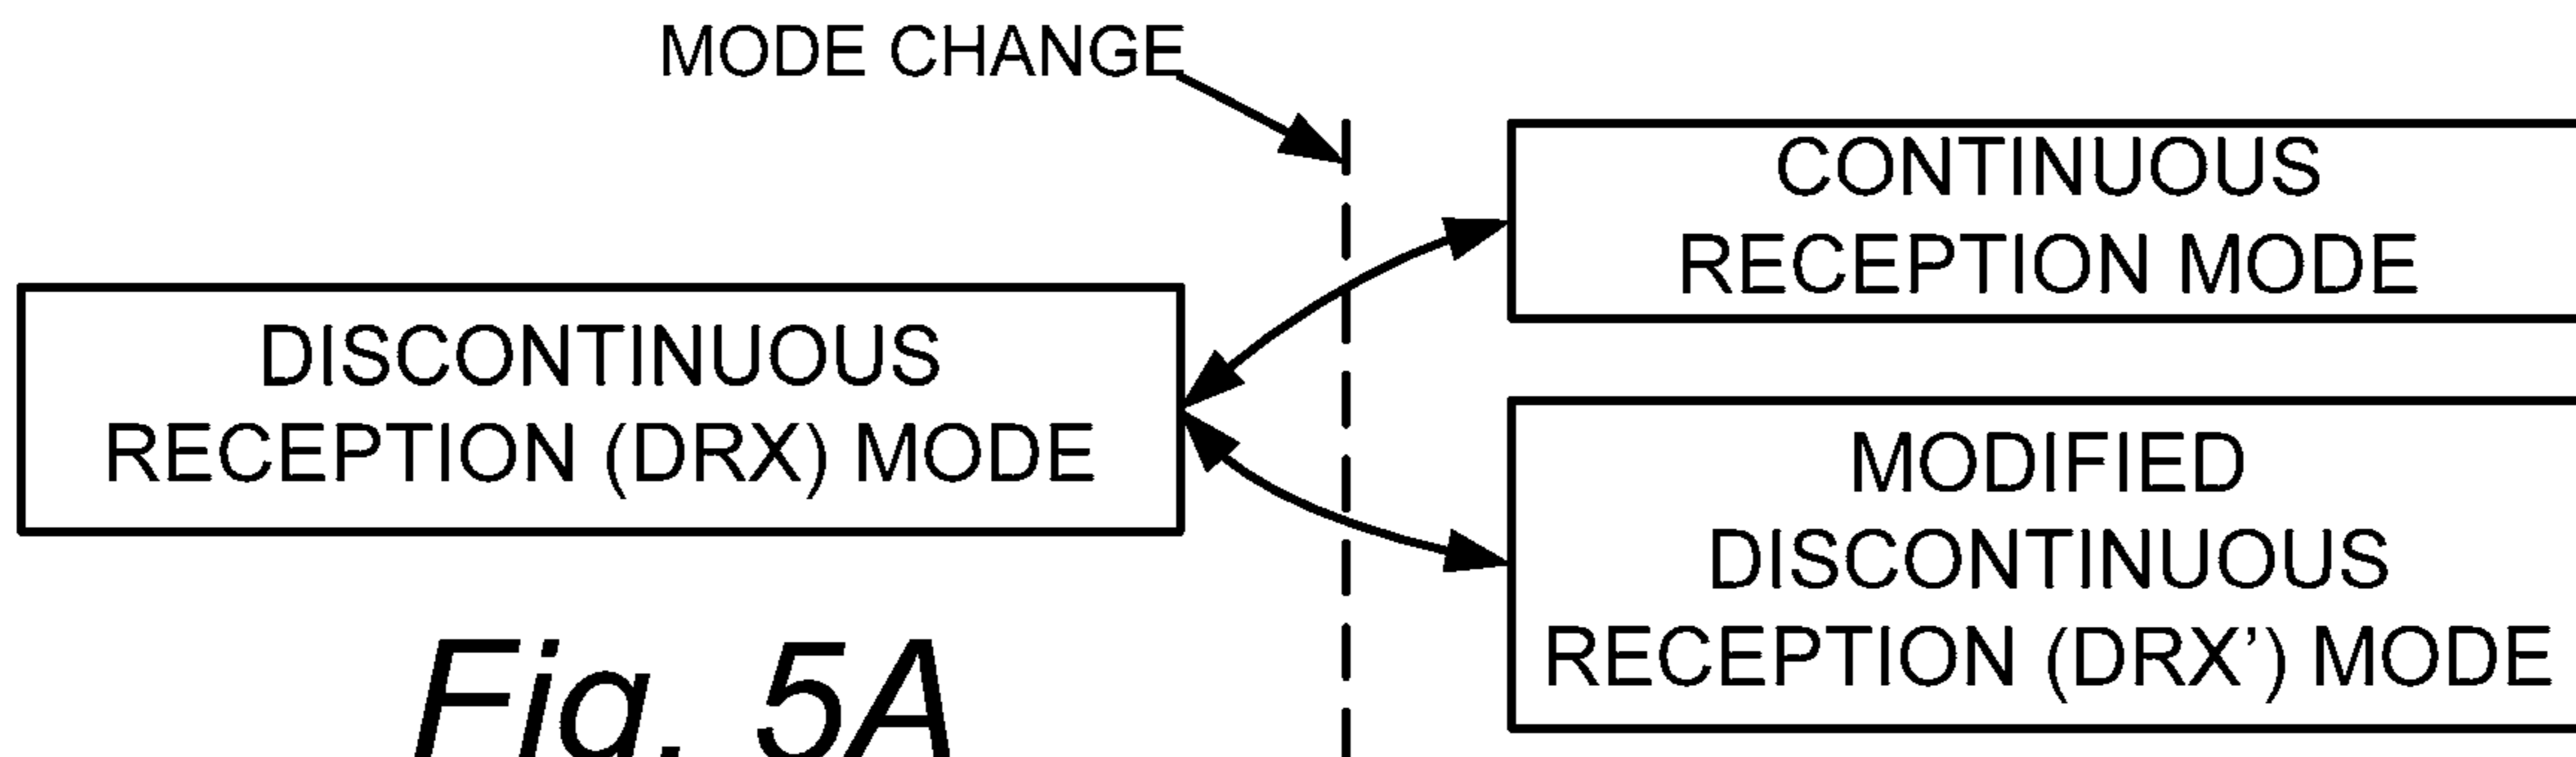 MODE CHANGE
CONTINUOUS
RECEPTION MODE
DISCONTINUOUS
RECEPTION (DRX) MODE
MODIFIED
DISCONTINUOUS
RECEPTION (DRX’) MODE
Fig. 5A